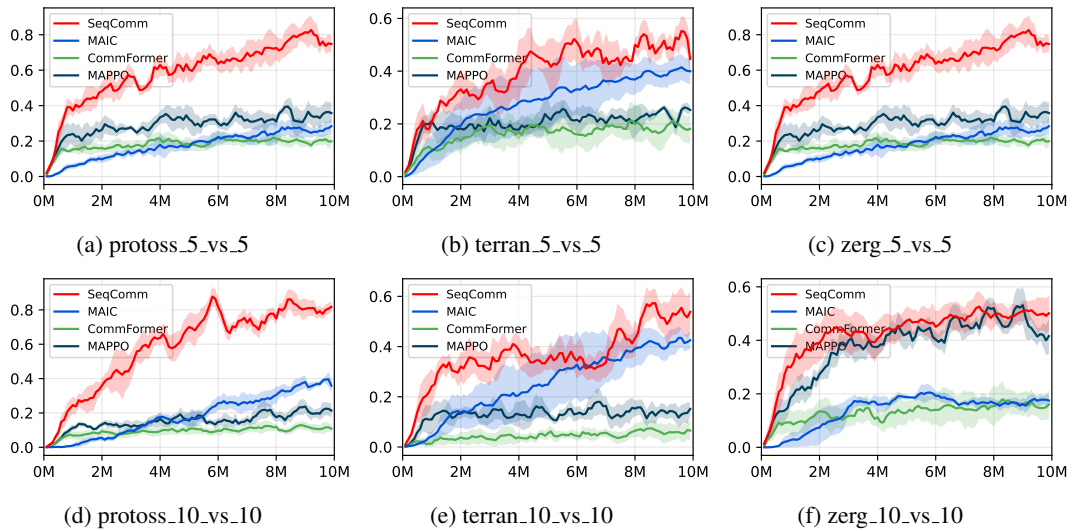 SeqComm
MAIC
CommFormer
MAPPO
0.8
0.6
0.4
0.2
0.0
0M 2M 4M 6M 8M 10M
(a) protoss_5_vs_5
SeqComm
MAIC
CommFormer
MAPPO
0.6
0.4
0.2
0.0
0M 2M 4M 6M 8M 10M
(b) terran_5_vs_5
SeqComm
MAIC
CommFormer
MAPPO
0.8
0.6
0.4
0.2
0.0
0M 2M 4M 6M 8M 10M
(c) zerg_5_vs_5
SeqComm
MAIC
CommFormer
MAPPO
0.8
0.6
0.4
0.2
0.0
0M 2M 4M 6M 8M 10M
(d) protoss_10_vs_10
SeqComm
MAIC
CommFormer
MAPPO
0.6
0.4
0.2
0.0
0M 2M 4M 6M 8M 10M
(e) terran_10_vs_10
SeqComm
MAIC
CommFormer
MAPPO
0.6
0.4
0.2
0.0
0M 2M 4M 6M 8M 10M
(f) zerg_10_vs_10